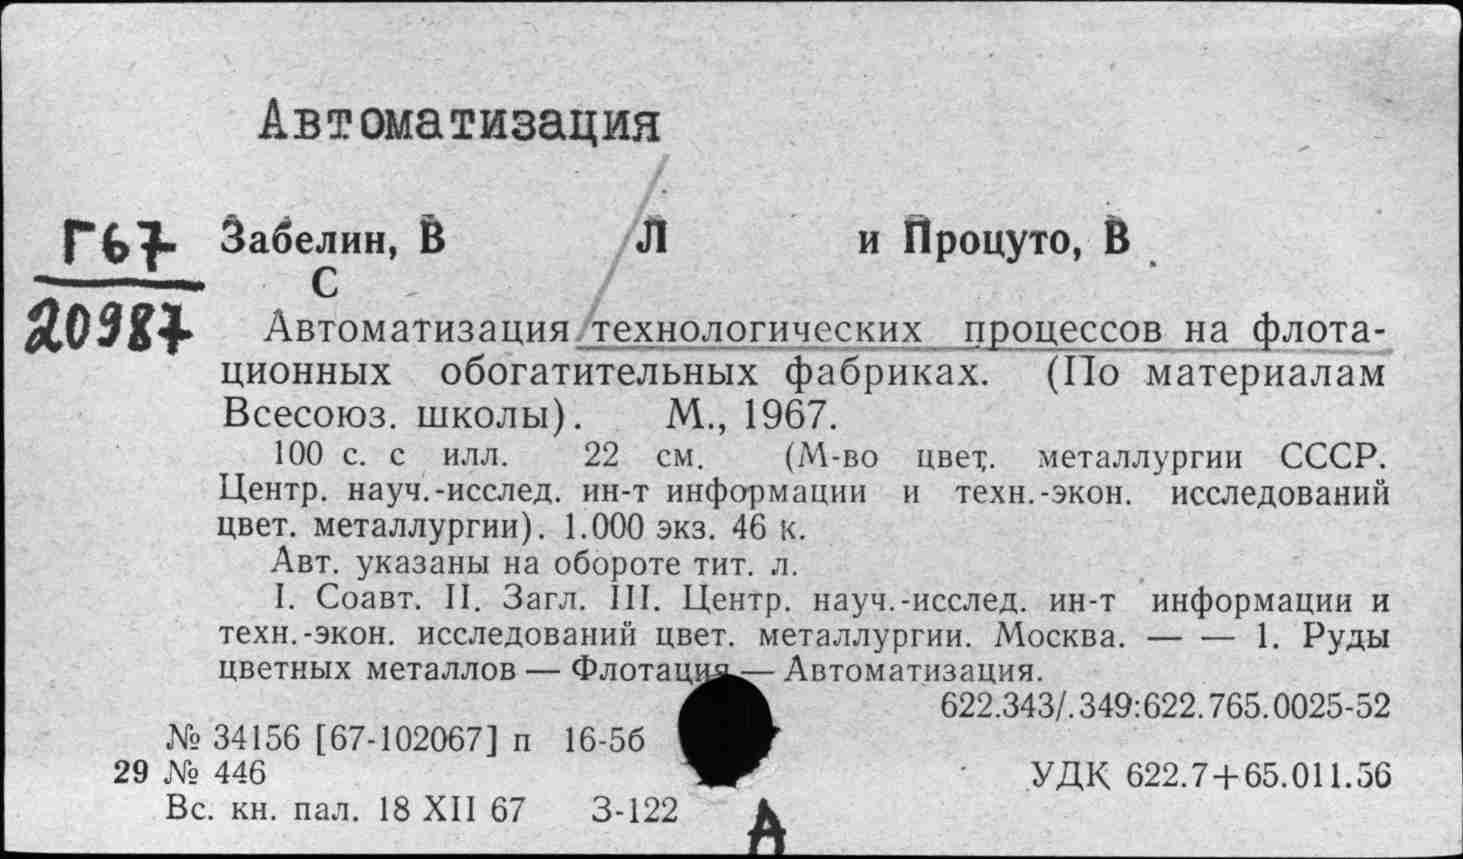 Автоматизация
Г67 Забелин, В Л и Процуто, В
С
20987
Автоматизация технологических процессов на флота-
ционных обогатительных фабриках. (По материалам
Всесоюз. школы). М., 1967.
100 с. с илл. 22 см. (М-во цвет. металлургии СССР.
Центр. науч.-исслед. ин-т информации и техн.-экон. исследований
цвет. металлургии). 1.000 экз. 46 к.
Авт. указаны на обороте тит. л.
I. Соавт. II. Загл. III. Центр. науч.-исслед. ин-т информации и
техн.-экон. исследований цвет. металлургии. Москва. — — 1. Руды
цветных металлов — Флотация — Автоматизация.
622.343/.349:622.765.0025-52
№ 34156 [67-102067] п 16-5б
29 № 446 УДК 622.7+65.011.56
Вс. кн. пал. 18 XII 67 З-122
А